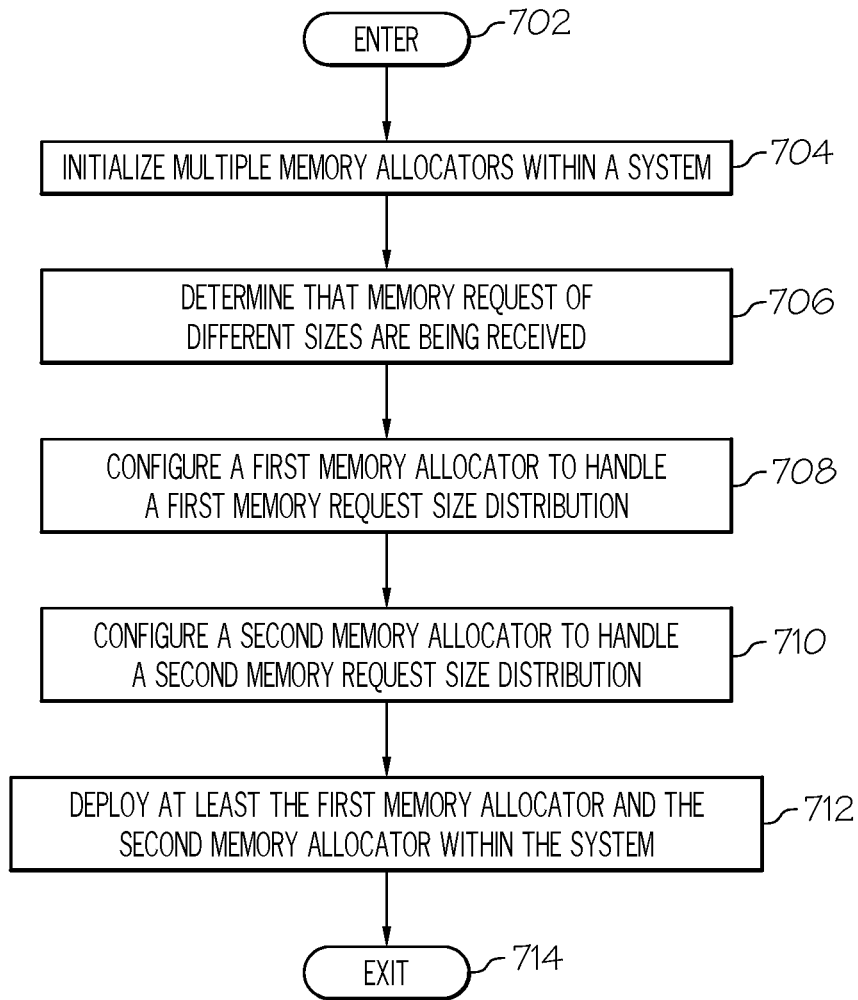 ENTER
702
INITIALIZE MULTIPLE MEMORY ALLOCATORS WITHIN A SYSTEM
704
DETERMINE THAT MEMORY REQUEST OF
DIFFERENT SIZES ARE BEING RECEIVED
706
CONFIGURE A FIRST MEMORY ALLOCATOR TO HANDLE
A FIRST MEMORY REQUEST SIZE DISTRIBUTION
708
CONFIGURE A SECOND MEMORY ALLOCATOR TO HANDLE
A SECOND MEMORY REQUEST SIZE DISTRIBUTION
710
DEPLOY AT LEAST THE FIRST MEMORY ALLOCATOR AND THE
SECOND MEMORY ALLOCATOR WITHIN THE SYSTEM
712
EXIT
714